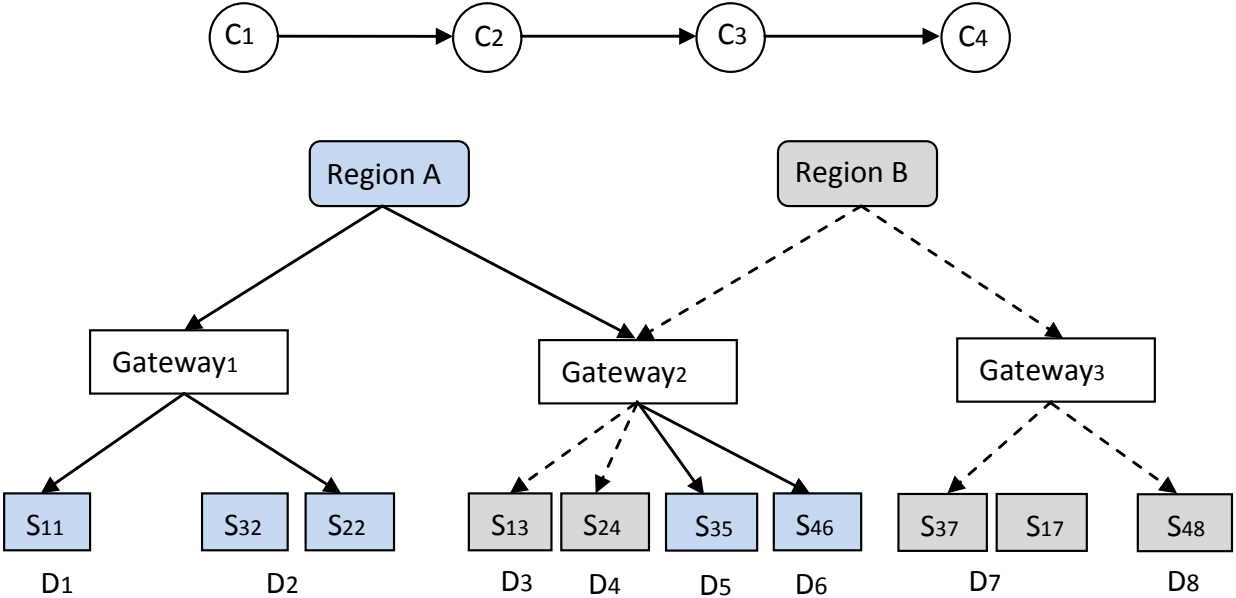 C1 C2 C3 C4
Region A Region B
Gateway1 Gateway2 Gateway3
S11 S32 S22 S13 S24 S35 S46 S37 S17 S48
D1 D2 D3 D4 D5 D6 D7 D8